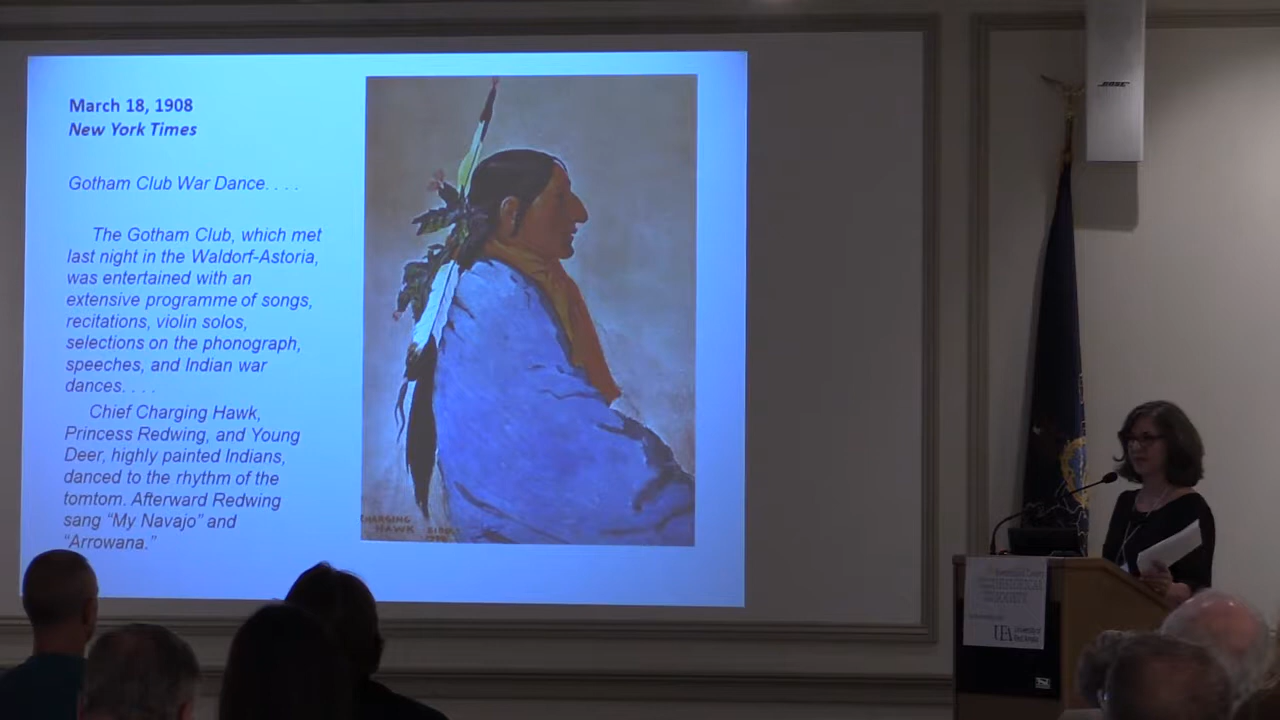 March 18, 1908
New York Times
Gotham Club War Dance. . . .
The Gotham Club, which met
last night in the Waldorf-Astoria,
was entertained with an
extensive programme of songs,
recitations, violin solos,
selections on the phonograph,
speeches, and Indian war
dances. . . .
Chief Charging Hawk,
Princess Redwing, and Young
Deer, highly painted Indians,
danced to the rhythm of the
tomtom. Afterward Redwing
sang “My Navajo” and
“Arrowana.”
CHARGING
HAWK
BOSE
UEA